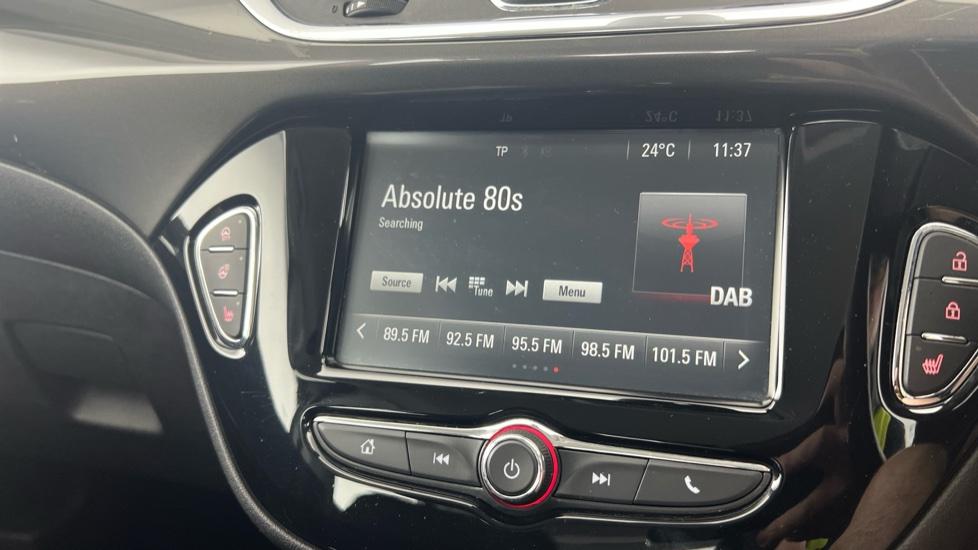 TP 24°C 11:37
Absolute 80s
Searching
DAB
Source Tune Menu
89.5 FM 92.5 FM 95.5 FM 98.5 FM 101.5 FM